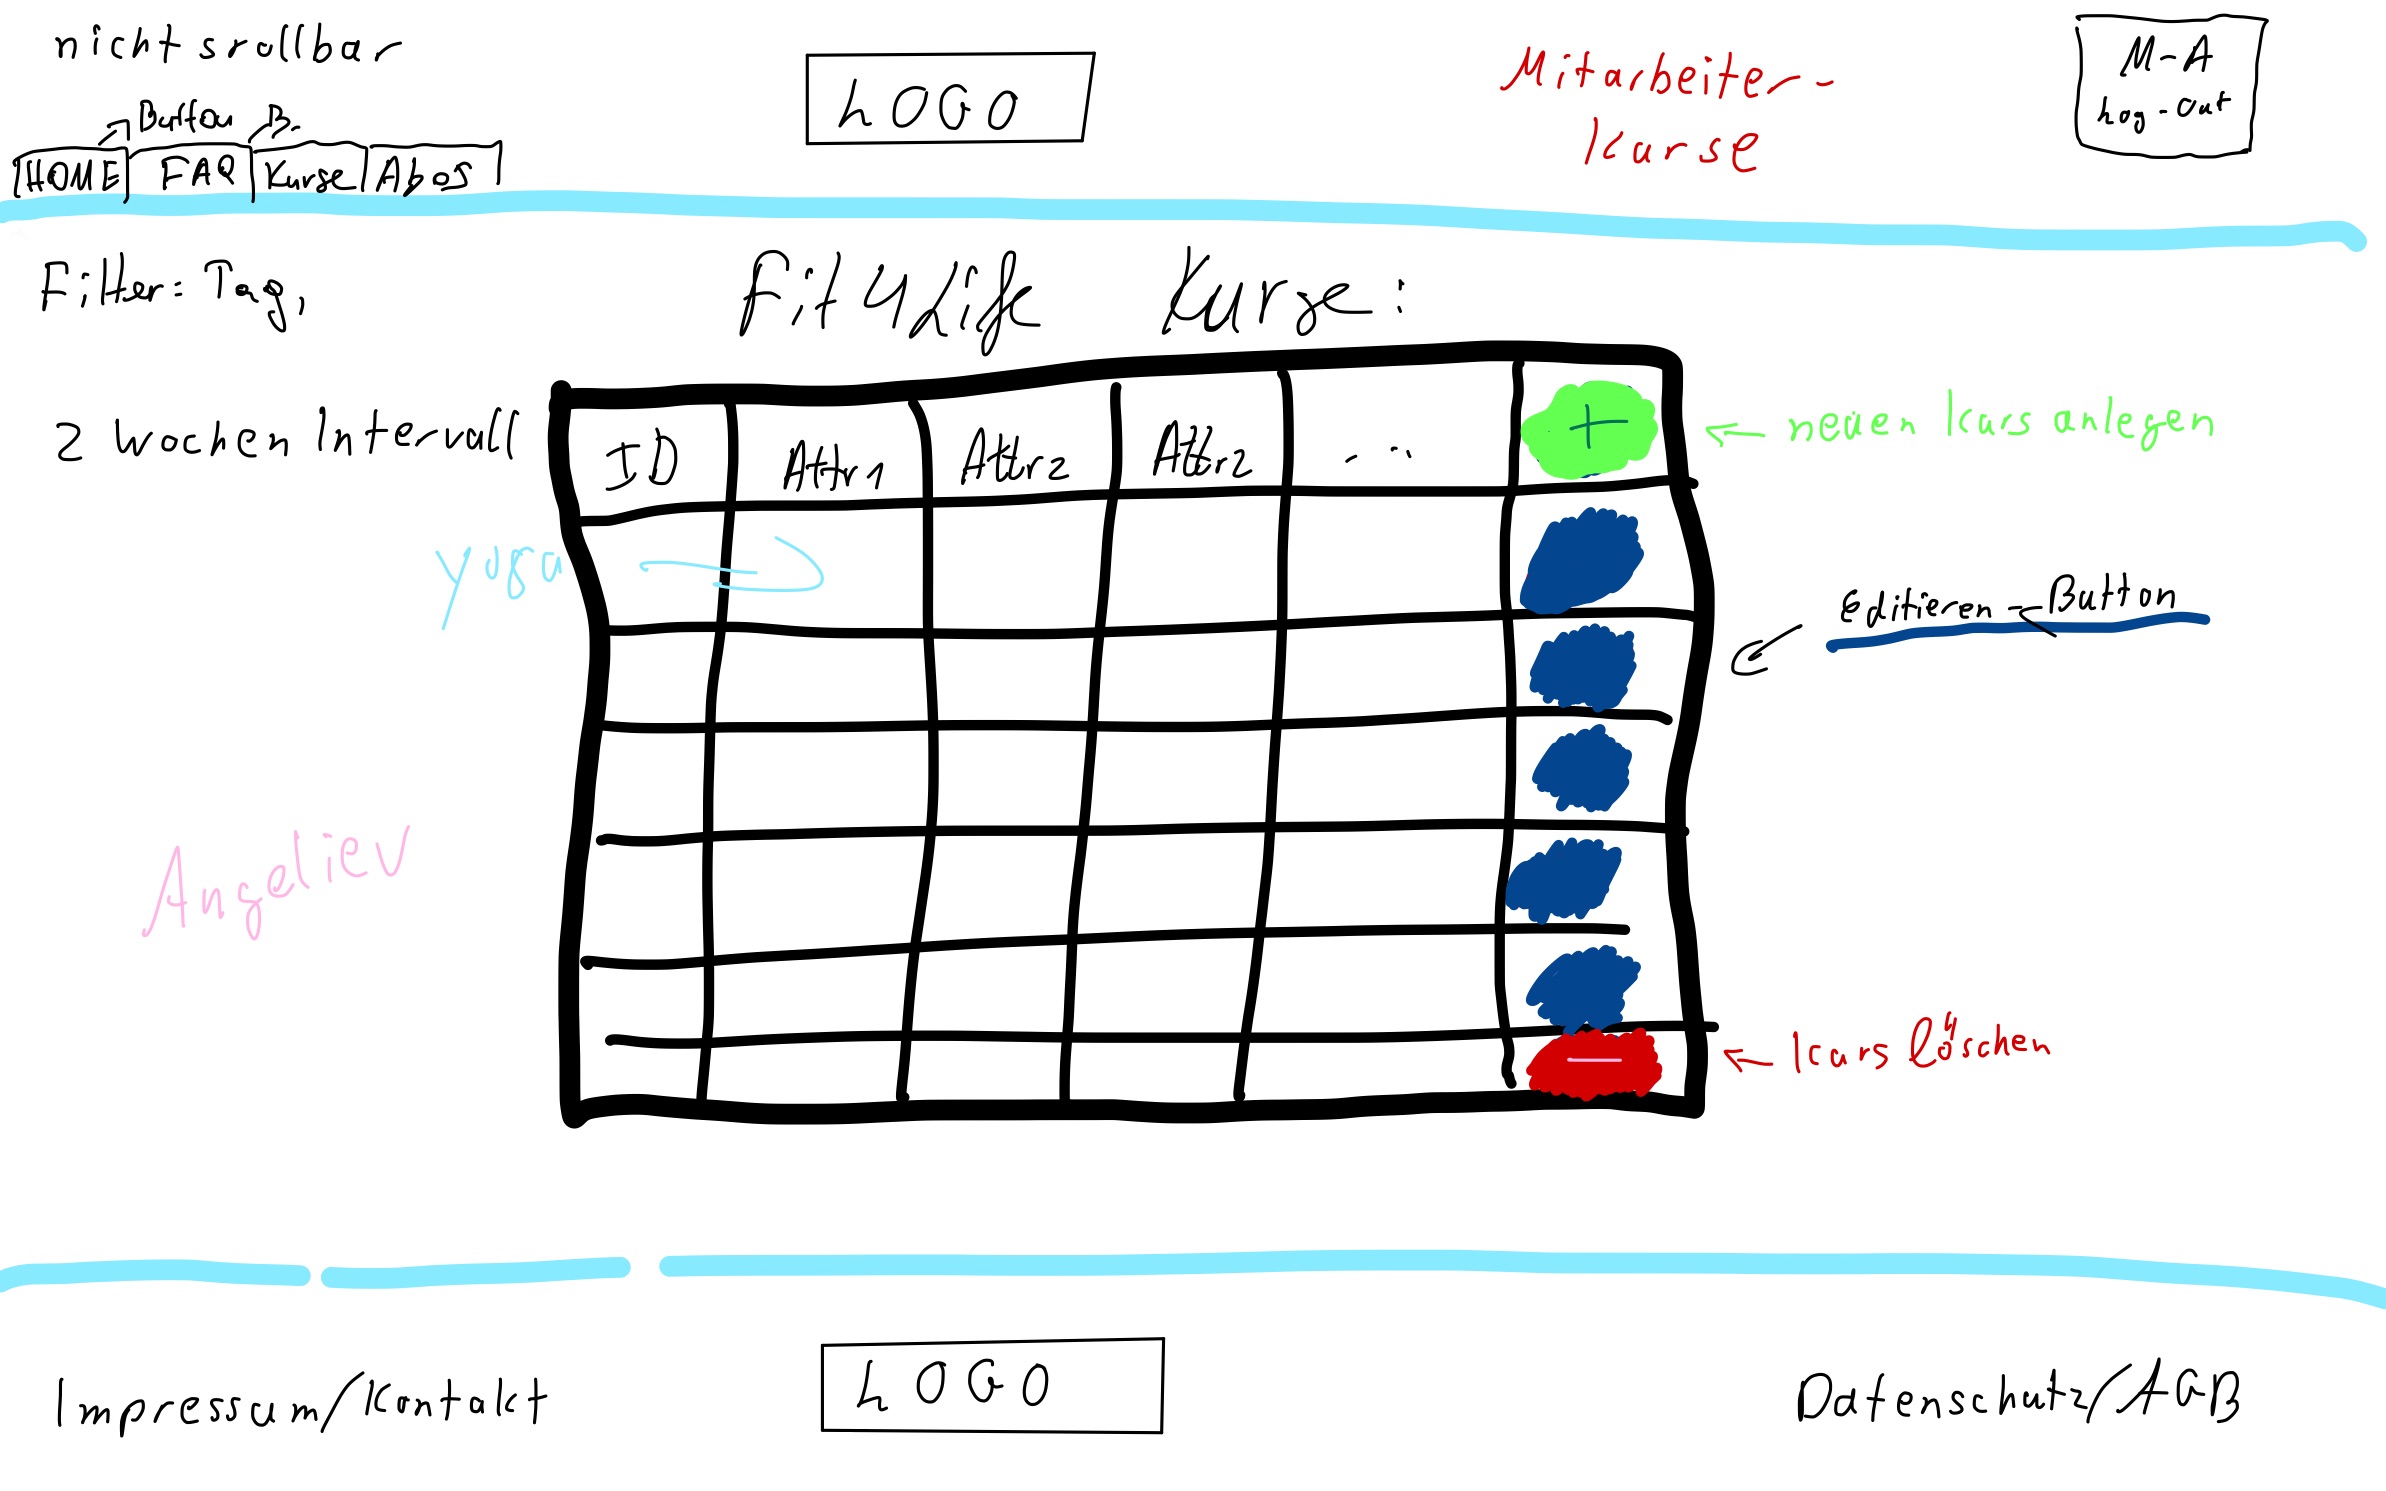 nicht srollbar
LOGO
Mitarbeiter-
Kurse
M-A
Log-Out
Button
B.
HOME
FAQ
Kurse
Abos
Filter: Tag,
Fit4Life Kurse:
2 Wochen Intervall
ID
Attr1
Attr2
Attr2
...
+
← neuen Kurs anlegen
Yoga
Editieren-Button
Angeliev
-
← Kurs löschen
Impressum/Kontakt
LOGO
Datenschutz/AGB